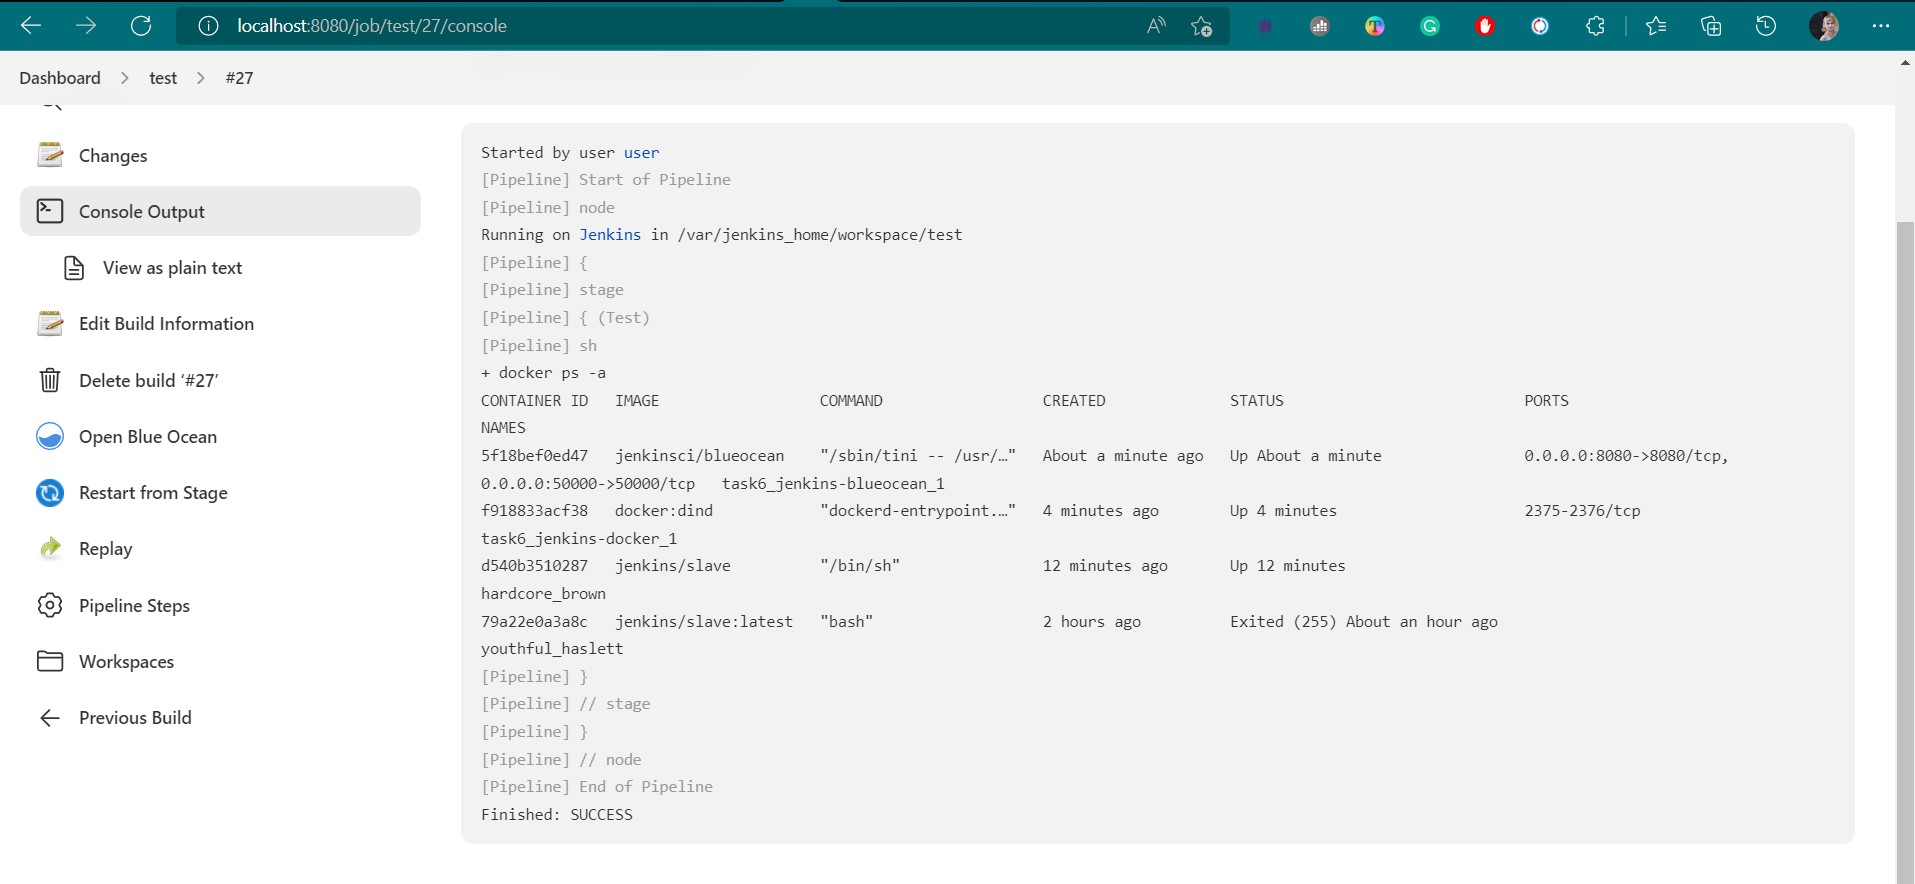 localhost:8080/job/test/27/console
Dashboard > test > #27
Changes
Console Output
View as plain text
Edit Build Information
Delete build ‘#27’
Open Blue Ocean
Restart from Stage
Replay
Pipeline Steps
Workspaces
Previous Build
Started by user user
[Pipeline] Start of Pipeline
[Pipeline] node
Running on Jenkins in /var/jenkins_home/workspace/test
[Pipeline] {
[Pipeline] stage
[Pipeline] { (Test)
[Pipeline] sh
+ docker ps -a
CONTAINER ID   IMAGE                  COMMAND                  CREATED              STATUS                           PORTS
NAMES
5f18bef0ed47   jenkinsci/blueocean    "/sbin/tini -- /usr/…"   About a minute ago   Up About a minute                0.0.0.0:8080->8080/tcp,
0.0.0.0:50000->50000/tcp   task6_jenkins-blueocean_1
f918833acf38   docker:dind            "dockerd-entrypoint.…"   4 minutes ago        Up 4 minutes                     2375-2376/tcp
task6_jenkins-docker_1
d540b3510287   jenkins/slave          "/bin/sh"                12 minutes ago       Up 12 minutes
hardcore_brown
79a22e0a3a8c   jenkins/slave:latest   "bash"                   2 hours ago          Exited (255) About an hour ago
youthful_haslett
[Pipeline] }
[Pipeline] // stage
[Pipeline] }
[Pipeline] // node
[Pipeline] End of Pipeline
Finished: SUCCESS